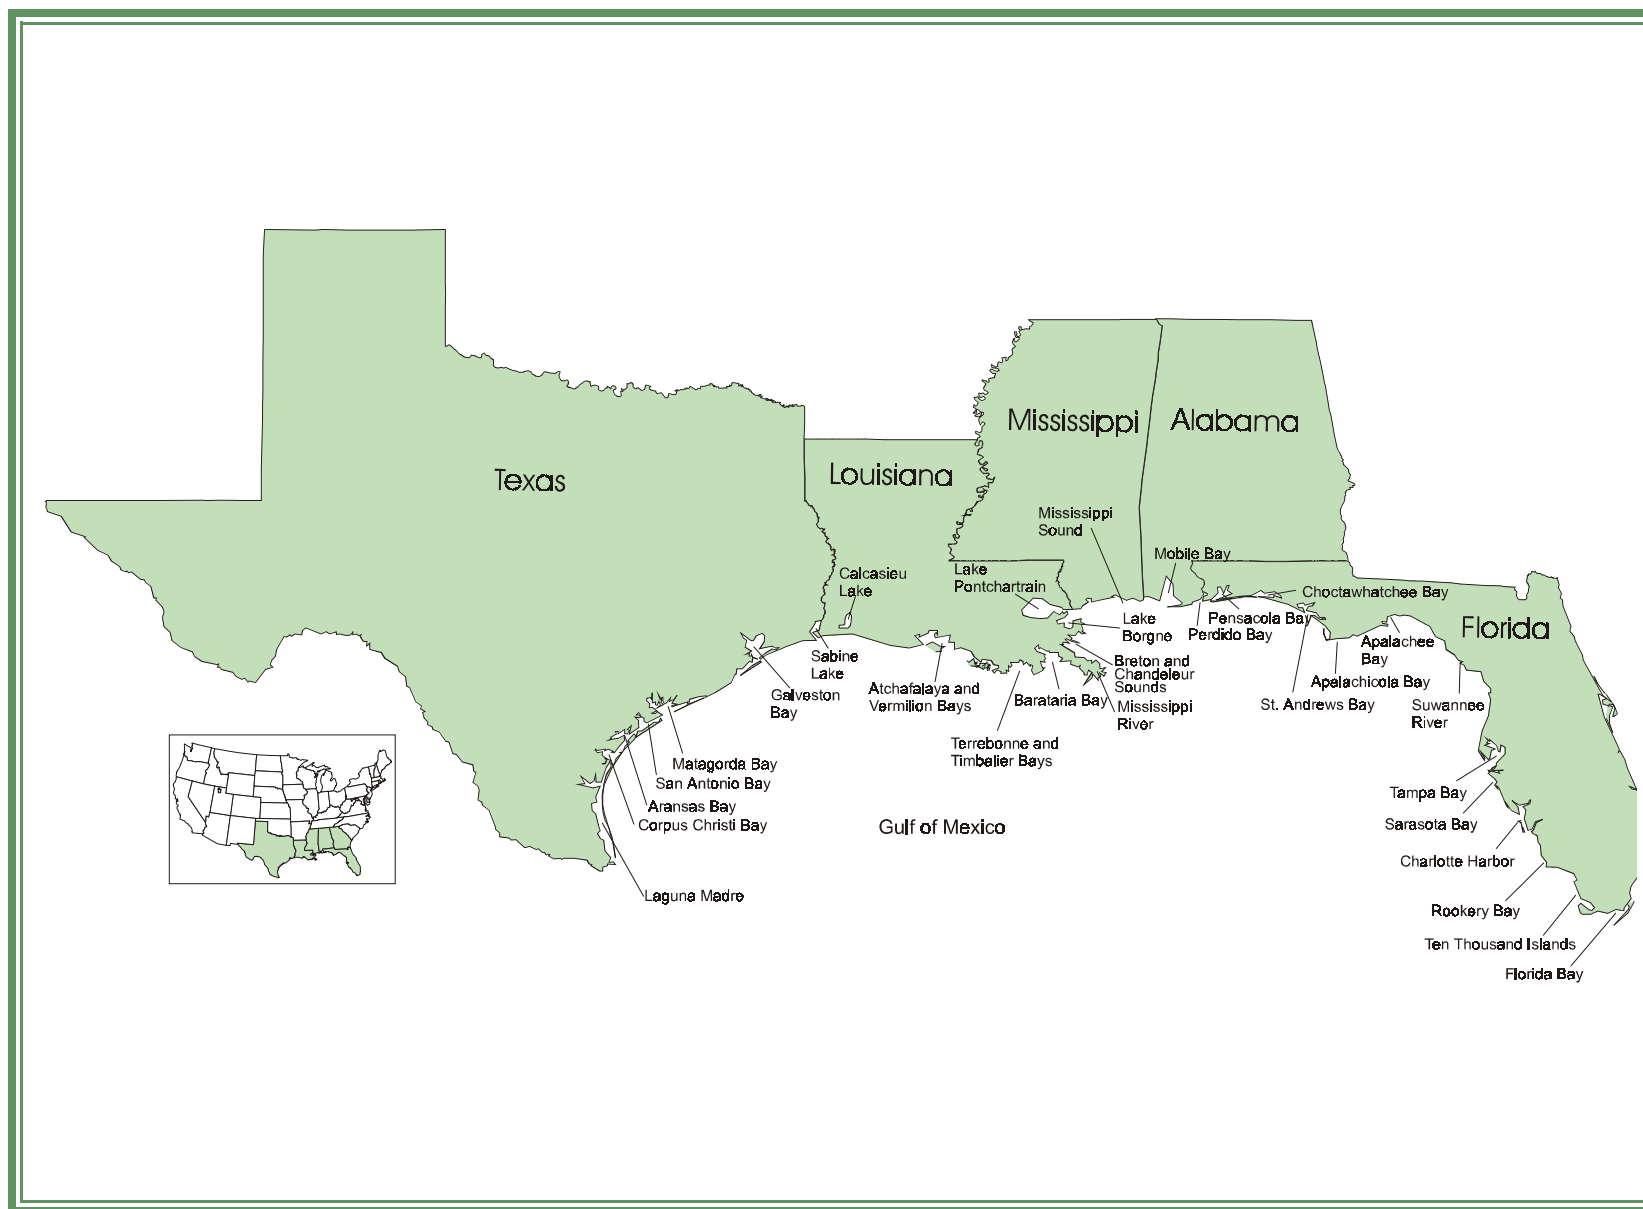 Mississippi
Alabama
Texas
Louisiana
Mississippi
Sound
Mobile Bay
Lake
Pontchartrain
Calcasieu
Lake
Choctawhatchee Bay
Pensacola Bay
Perdido Bay
Lake
Borgne
Florida
Apalachee
Bay
Sabine
Lake
Breton and
Chandeleur
Sounds
Apalachicola Bay
Galveston
Bay
Atchafalaya and
Vermilion Bays
Barataria Bay
Mississippi
River
St. Andrews Bay
Suwannee
River
Terrebonne and
Timbalier Bays
Matagorda Bay
San Antonio Bay
Aransas Bay
Corpus Christi Bay
Gulf of Mexico
Tampa Bay
Sarasota Bay
Charlotte Harbor
Laguna Madre
Rookery Bay
Ten Thousand Islands
Florida Bay